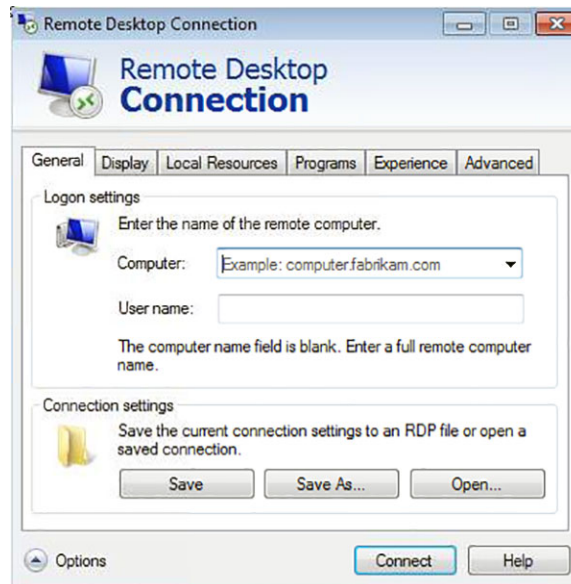 Remote Desktop Connection
Remote Desktop
Connection
General Display Local Resources Programs Experience Advanced
Logon settings
Enter the name of the remote computer.
Computer: Example: computer.fabrikam.com
User name:
The computer name field is blank. Enter a full remote computer
name.
Connection settings
Save the current connection settings to an RDP file or open a
saved connection.
Save Save As... Open...
Options Connect Help